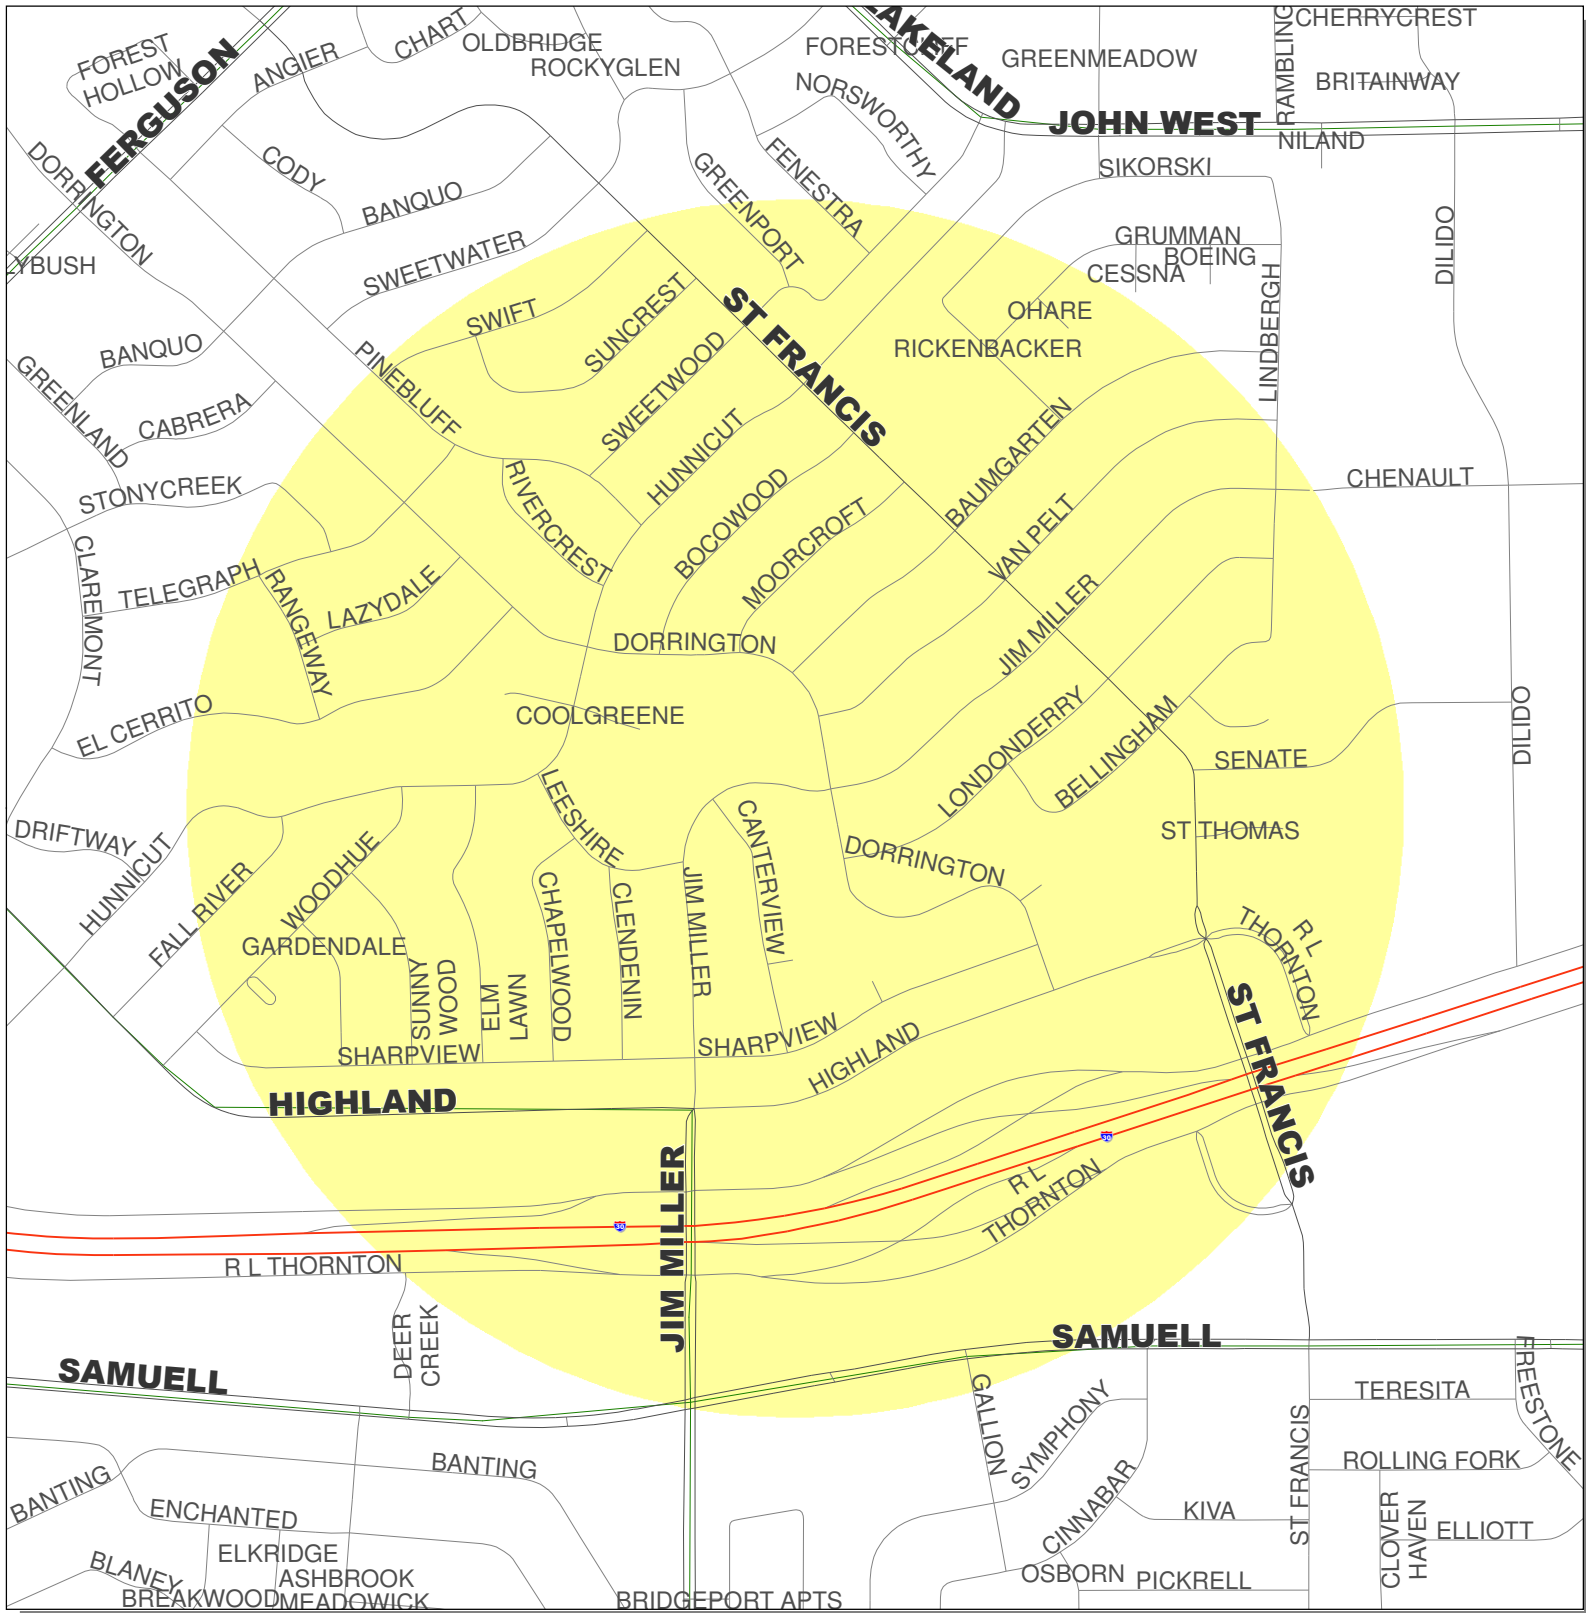 LAKELAND
CHERRYCREST
FOREST
HOLLOW
FERGUSON
ANGIER
CHART
OLDBRIDGE
ROCKYGLEN
GREENMEADOW
RAMBLING
BRITAINWAY
NORSWORTHY
JOHN WEST
NILAND
DORRINGTON
CODY
BANQUO
GREENPORT
FENESTRA
SIKORSKI
SWEETWATER
GRUMMAN
BOEING
CESSNA
DILIDO
YBUSH
SWIFT
SUNCREST
ST FRANCIS
OHARE
RICKENBACKER
LINDBERGH
BANQUO
GREENLAND
PINEBLUFF
SWEETWOOD
CABRERA
HUNNICUT
BAUMGARTEN
STONYCREEK
RIVERCREST
BOCOWOOD
MOORCROFT
VAN PELT
CHENAULT
CLAREMONT
TELEGRAPH
RANGEWAY
LAZYDALE
DORRINGTON
JIM MILLER
EL CERRITO
COOLGREENE
LONDONDERRY
BELLINGHAM
SENATE
DILIDO
DRIFTWAY
HUNNICUT
LEESHIRE
CANTERVIEW
ST THOMAS
DORRINGTON
FALL RIVER
WOODHUE
GARDENDALE
SUNNY
WOOD
ELM
LAWN
CHAPELWOOD
CLENDENIN
JIM MILLER
R L
THORNTON
SHARPVIEW
SHARPVIEW
HIGHLAND
ST FRANCIS
HIGHLAND
30
JIM MILLER
R L
THORNTON
30
R L THORNTON
DEER
CREEK
SAMUELL
SAMUELL
FREESTONE
GALLION
SYMPHONY
TERESITA
BANTING
BANTING
ST FRANCIS
ROLLING FORK
ENCHANTED
CINNABAR
KIVA
CLOVER
HAVEN
ELLIOTT
ELKRIDGE
BLANEY
ASHBROOK
OSBORN
PICKRELL
BREAKWOOD
MEADOWICK
BRIDGEPORT APTS